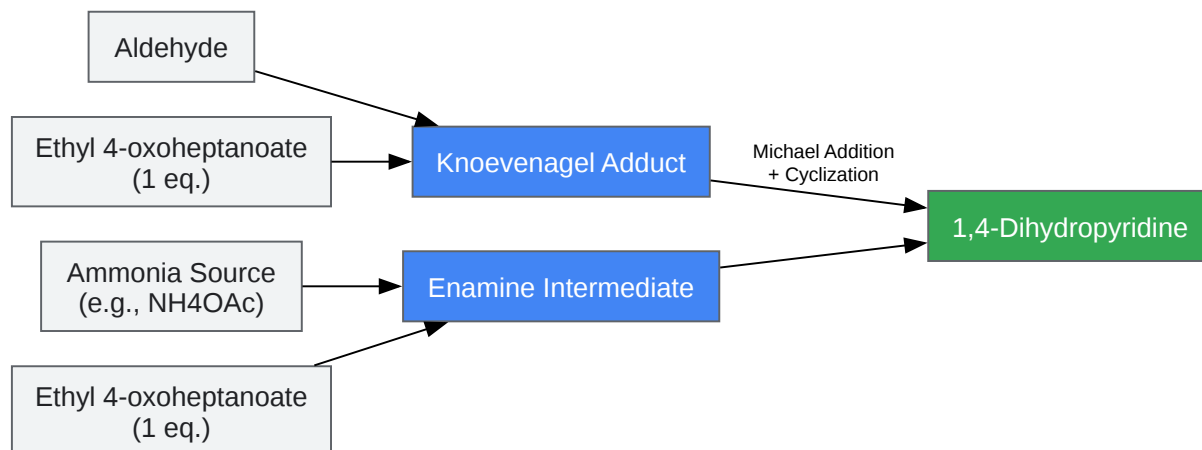 Aldehyde
Ethyl 4-oxoheptanoate
(1 eq.)
Knoevenagel Adduct
Michael Addition
+ Cyclization
1,4-Dihydropyridine
Ammonia Source
(e.g., NH4OAc)
Enamine Intermediate
Ethyl 4-oxoheptanoate
(1 eq.)